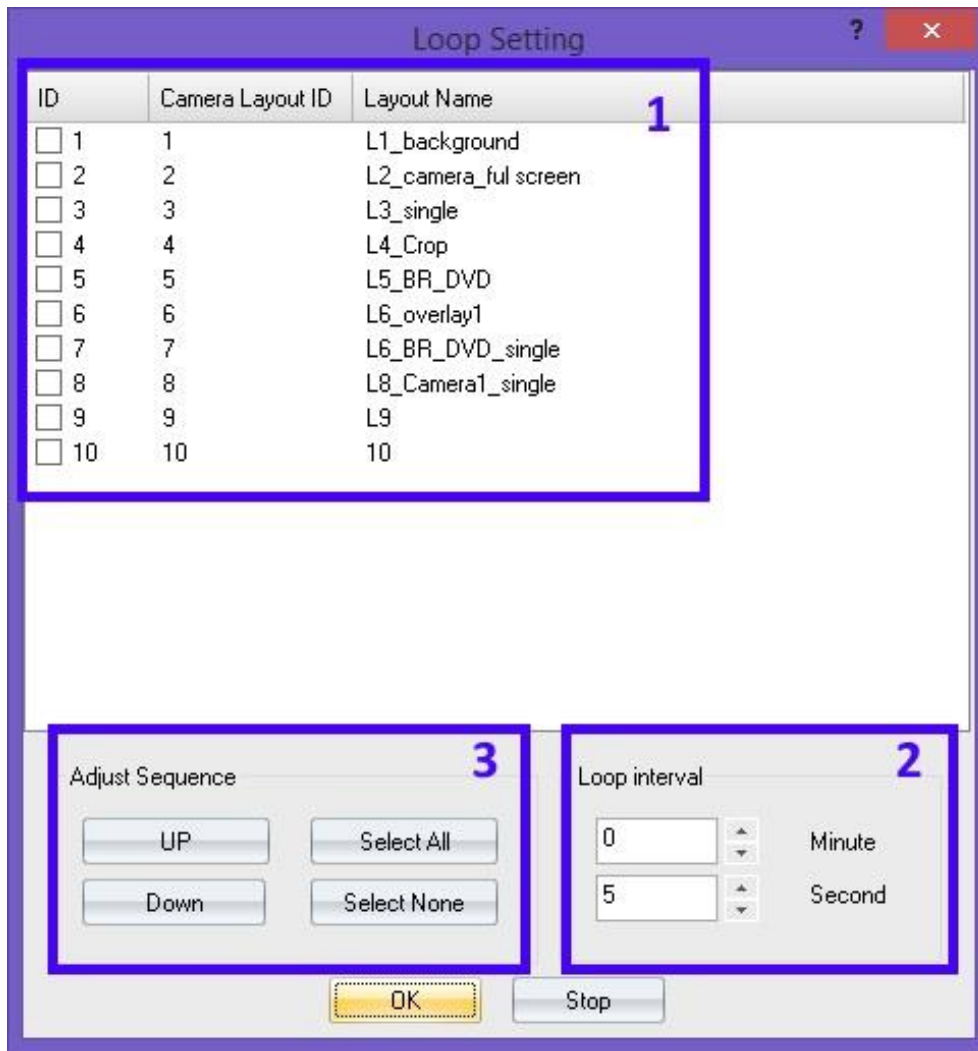 Loop Setting
?
ID Camera Layout ID Layout Name
1
1 1 L1_background
2 2 L2_camera_ful screen
3 3 L3_single
4 4 L4_Crop
5 5 L5_BR_DVD
6 6 L6_overlay1
7 7 L6_BR_DVD_single
8 8 L8_Camera1_single
9 9 L9
10 10 10
3
Adjust Sequence
UP Select All
Down Select None
2
Loop interval
0 Minute
5 Second
OK Stop